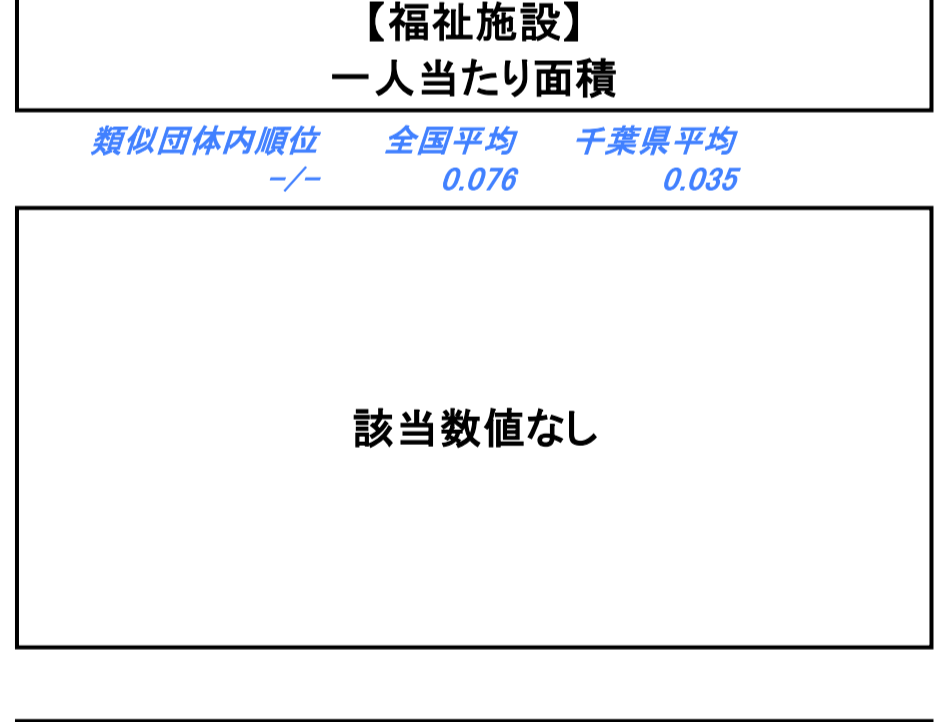 【福祉施設】
一人当たり面積
類似団体内順位 全国平均 千葉県平均
-/- 0.076 0.035
該当数値なし